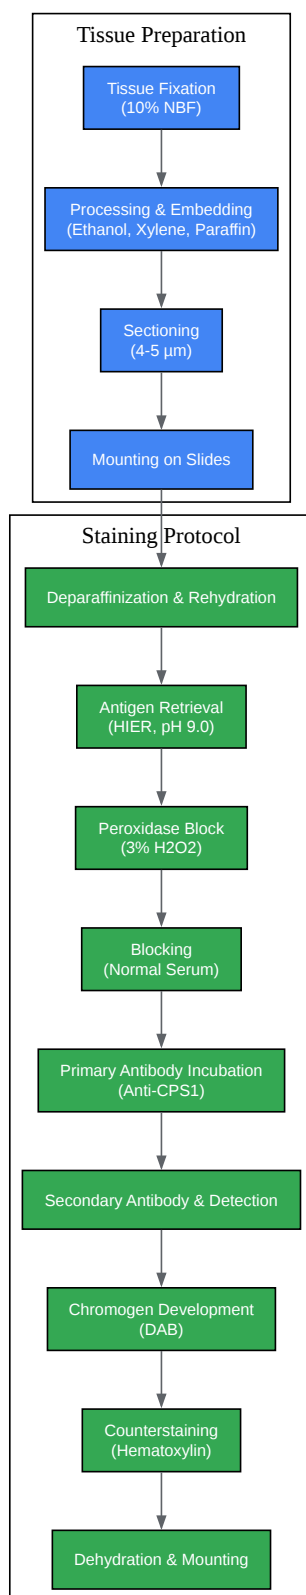 Tissue Preparation
Tissue Fixation
(10% NBF)
Processing & Embedding
(Ethanol, Xylene, Paraffin)
Sectioning
(4-5 µm)
Mounting on Slides
Staining Protocol
Deparaffinization & Rehydration
Antigen Retrieval
(HIER, pH 9.0)
Peroxidase Block
(3% H2O2)
Blocking
(Normal Serum)
Primary Antibody Incubation
(Anti-CPS1)
Secondary Antibody & Detection
Chromogen Development
(DAB)
Counterstaining
(Hematoxylin)
Dehydration & Mounting